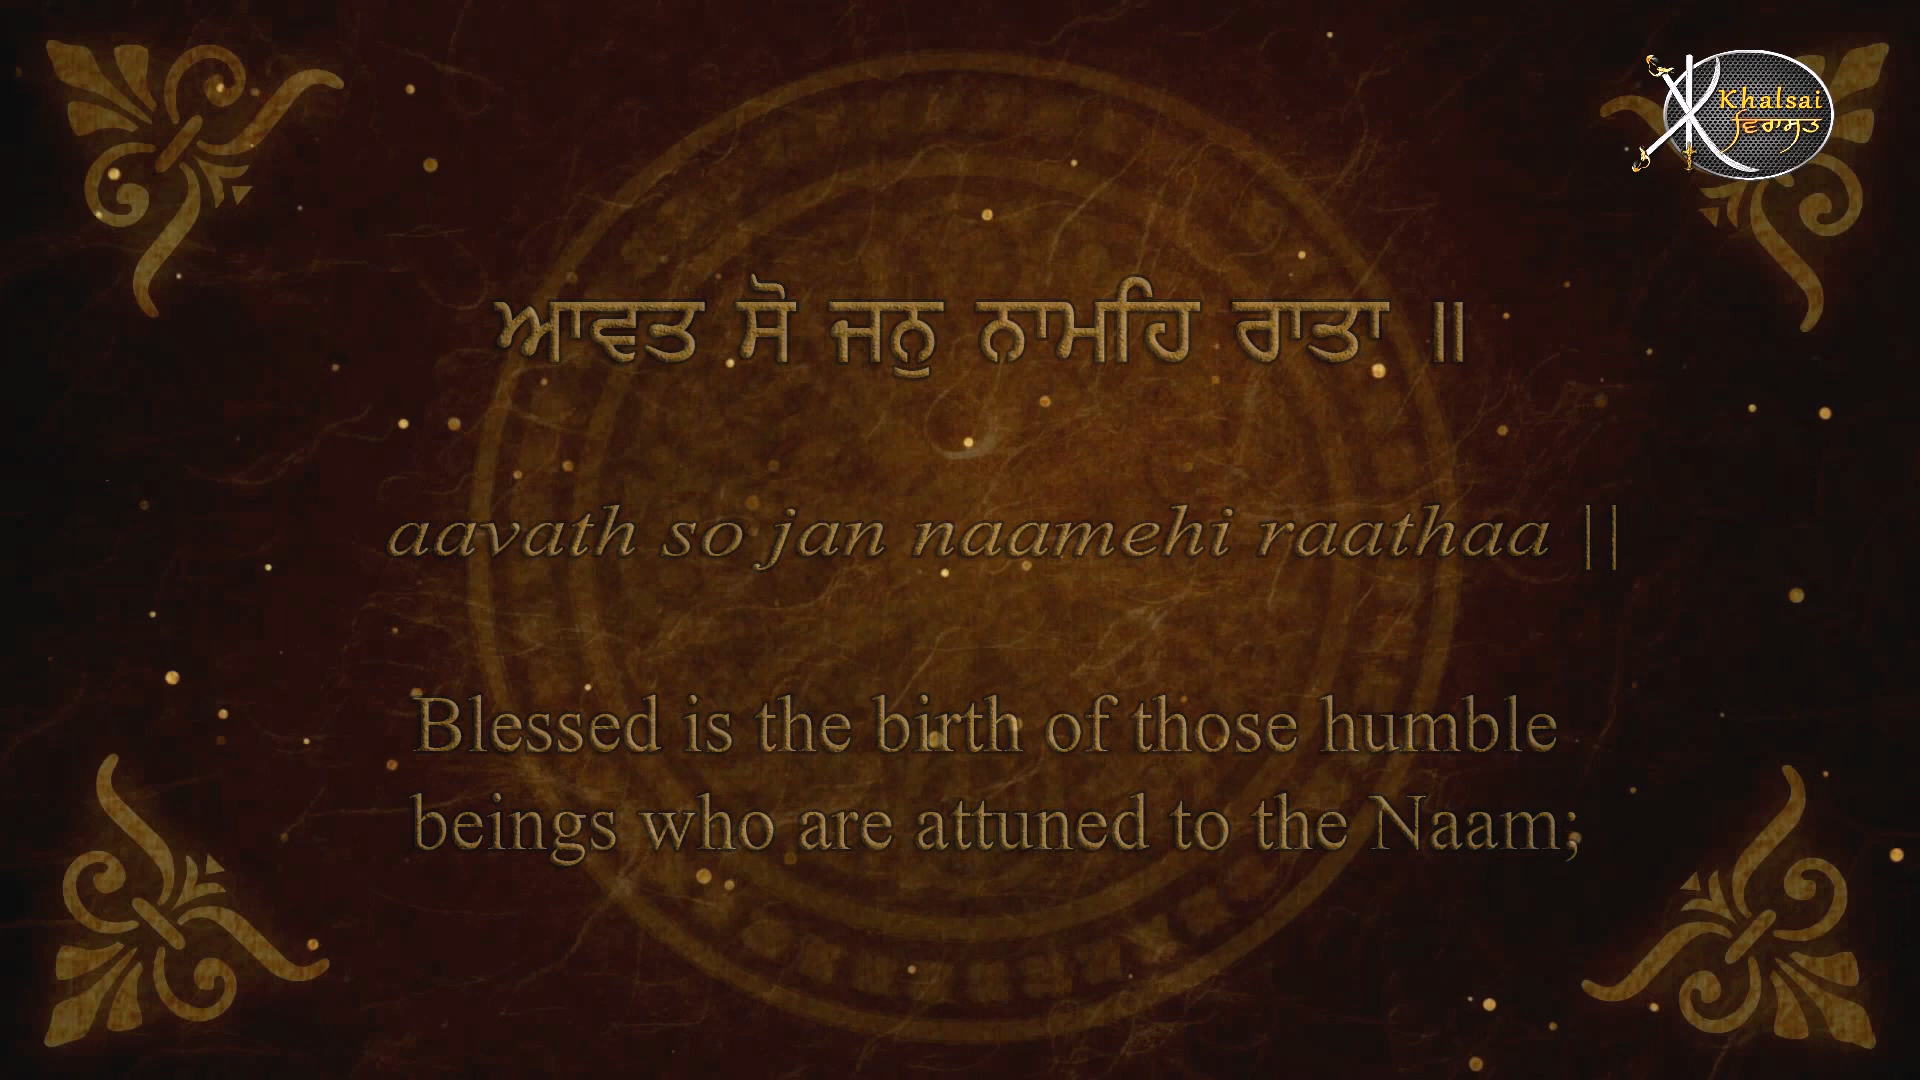 Khalsai
ਵਿਰਾਸਤ
ਆਵਤ ਸੋ ਜਨੁ ਨਾਮਹਿ ਰਾਤਾ ॥
aavath so jan naamehi raathaa ||
Blessed is the birth of those humble
beings who are attuned to the Naam;